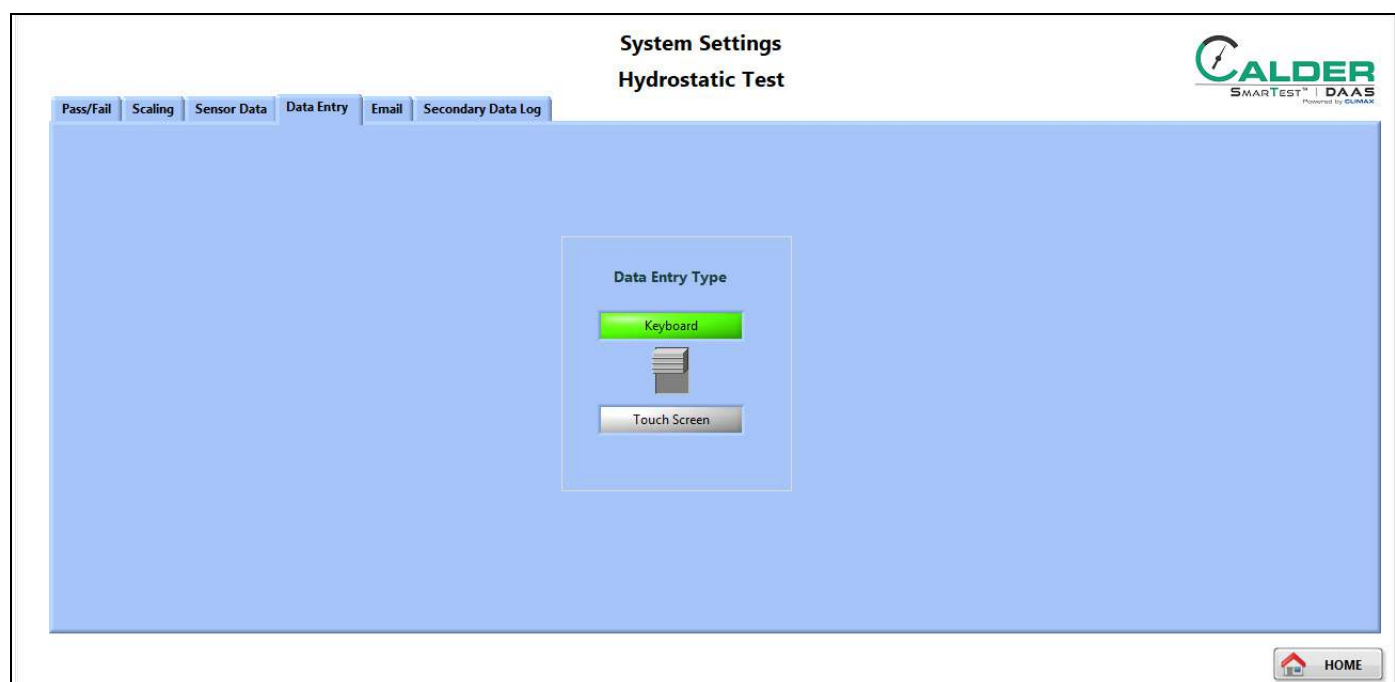 System Settings
Hydrostatic Test
CALDER
SMARTEST™ | DAAS
Powered by CLIMAX
Pass/Fail Scaling Sensor Data Data Entry Email Secondary Data Log
Data Entry Type
Keyboard
Touch Screen
HOME